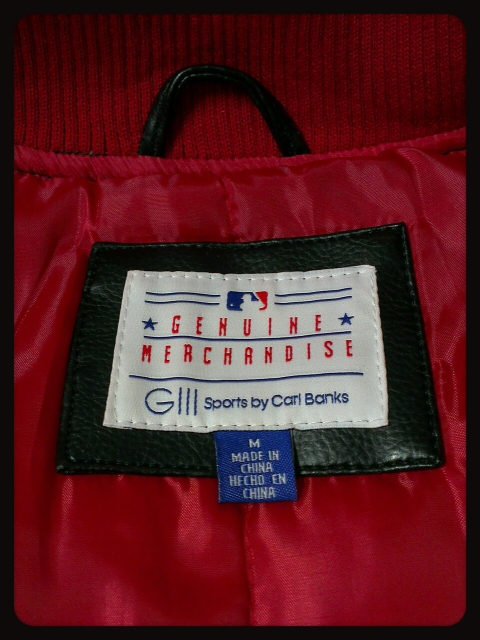 GENUINE
MERCHANDISE
GIII Sports by Carl Banks
M
MADE IN
CHINA
HECHO EN
CHINA